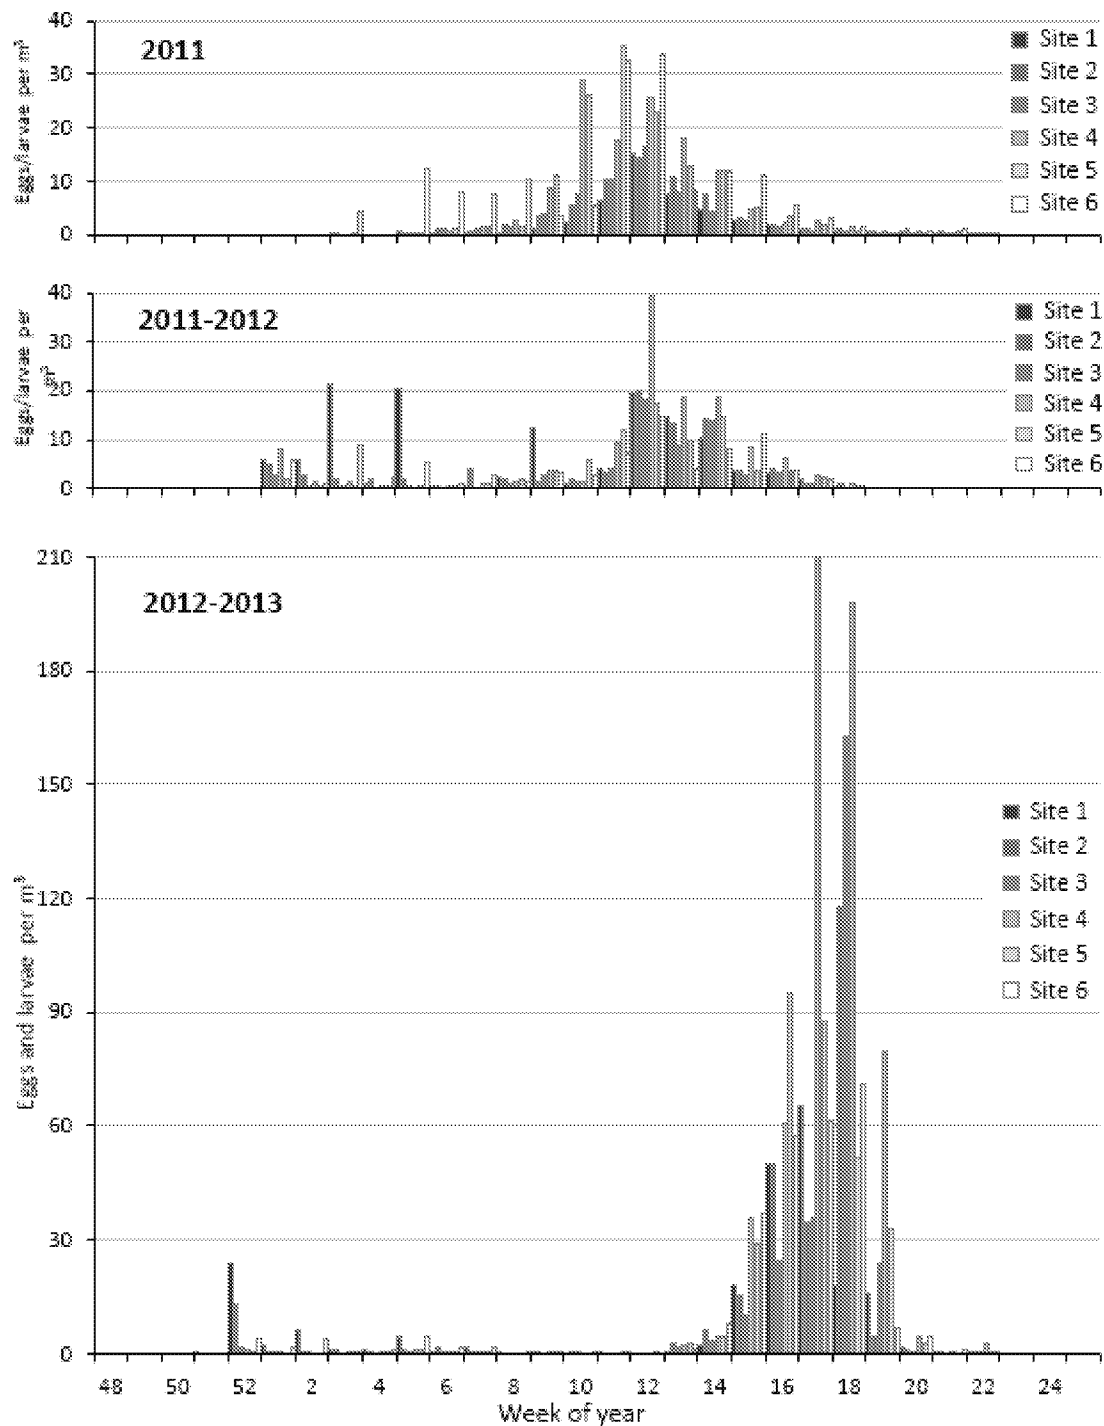 2011
Eggs/larvae per m³
40
30
20
10
0
Site 1
Site 2
Site 3
Site 4
Site 5
Site 6
2011-2012
Eggs/larvae per
m³
40
30
20
10
0
Site 1
Site 2
Site 3
Site 4
Site 5
Site 6
2012-2013
Eggs and larvae per m³
210
180
150
120
90
60
30
0
Site 1
Site 2
Site 3
Site 4
Site 5
Site 6
48 50 52 2 4 6 8 10 12 14 16 18 20 22 24
Week of year